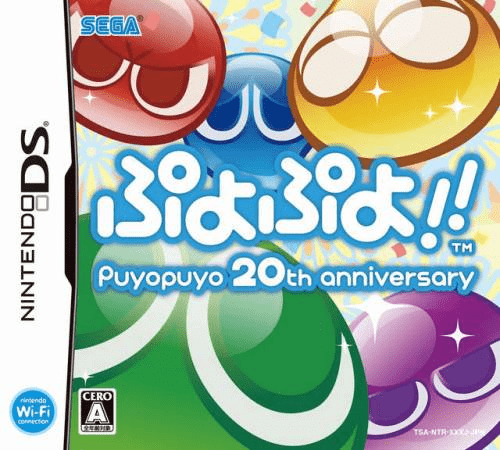 SEGA
ぷよぷよ!!
TM
Puyopuyo 20th anniversary
NINTENDO DS
nintendo
Wi-Fi
connection
CERO
A
全年齢対象